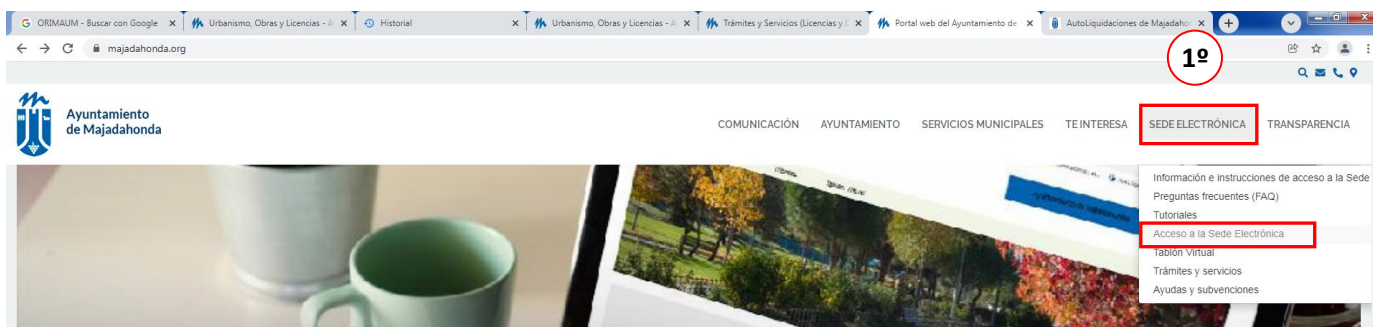 ORIMAUM - Buscar con Google
Urbanismo, Obras y Licencias - A
Historial
Urbanismo, Obras y Licencias - A
Trámites y Servicios (Licencias y
Portal web del Ayuntamiento de
AutoLiquidaciones de Majadaho
majadahonda.org
1º
Ayuntamiento
de Majadahonda
COMUNICACIÓN AYUNTAMIENTO SERVICIOS MUNICIPALES TE INTERESA SEDE ELECTRÓNICA TRANSPARENCIA
Información e instrucciones de acceso a la Sede
Preguntas frecuentes (FAQ)
Tutoriales
Acceso a la Sede Electrónica
Tablón Virtual
Trámites y servicios
Ayudas y subvenciones